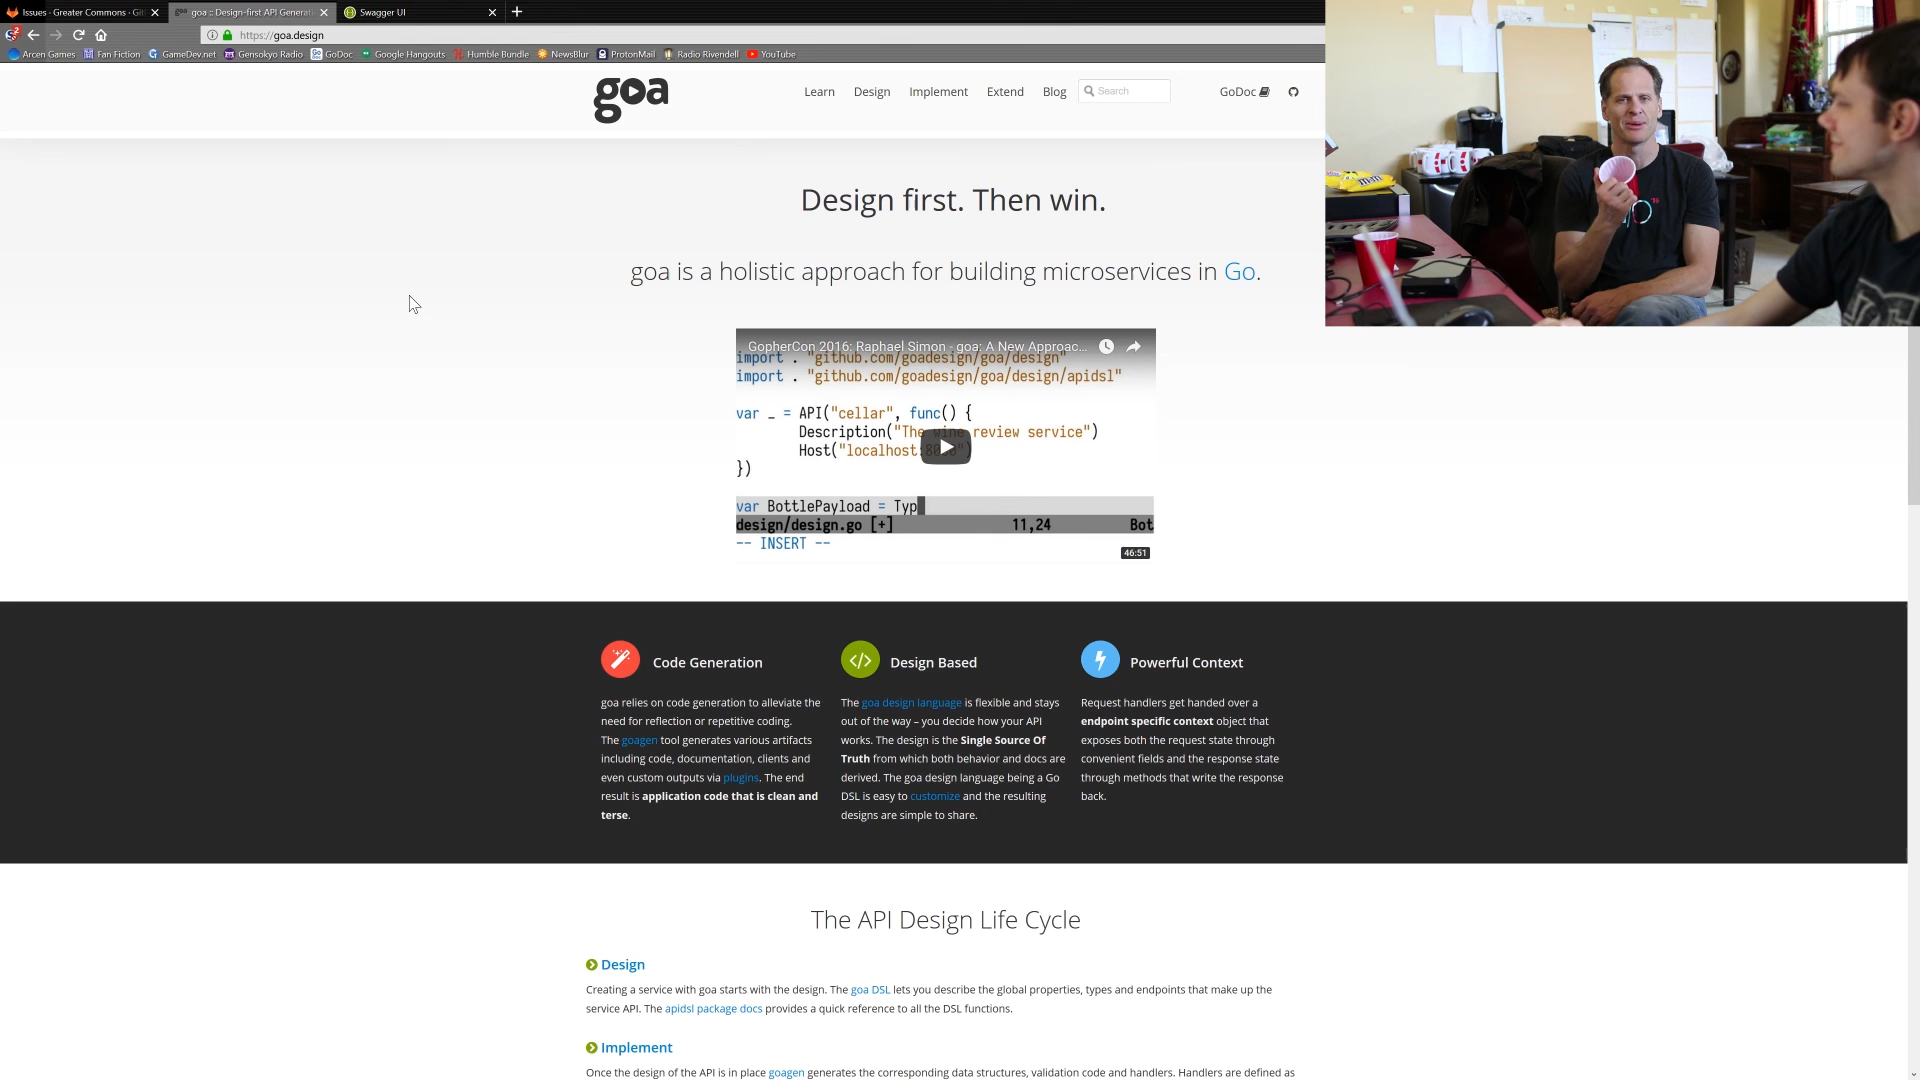 Issues · Greater Commons · Git
goa :: Design-first API Generati
Swagger UI
https://goa.design
Arcen Games
Fan Fiction
GameDev.net
Gensokyo Radio
GoDoc
Google Hangouts
Humble Bundle
NewsBlur
ProtonMail
Radio Rivendell
YouTube
goa
Learn
Design
Implement
Extend
Blog
Search
GoDoc
Design first. Then win.
goa is a holistic approach for building microservices in Go.
GopherCon 2016: Raphael Simon - goa: A New Approac...
import . "github.com/goadesign/goa/design"
import . "github.com/goadesign/goa/design/apidsl"
var _ = API("cellar", func() {
Description("The wine review service")
Host("localhost:8080")
})
var BottlePayload = Typ
design/design.go [+] 11,24 Bot
-- INSERT --
46:51
Code Generation
goa relies on code generation to alleviate the
need for reflection or repetitive coding.
The goagen tool generates various artifacts
including code, documentation, clients and
even custom outputs via plugins. The end
result is application code that is clean and
terse.
Design Based
The goa design language is flexible and stays
out of the way – you decide how your API
works. The design is the Single Source Of
Truth from which both behavior and docs are
derived. The goa design language being a Go
DSL is easy to customize and the resulting
designs are simple to share.
Powerful Context
Request handlers get handed over a
endpoint specific context object that
exposes both the request state through
convenient fields and the response state
through methods that write the response
back.
The API Design Life Cycle
Design
Creating a service with goa starts with the design. The goa DSL lets you describe the global properties, types and endpoints that make up the
service API. The apidsl package docs provides a quick reference to all the DSL functions.
Implement
Once the design of the API is in place goagen generates the corresponding data structures, validation code and handlers. Handlers are defined as